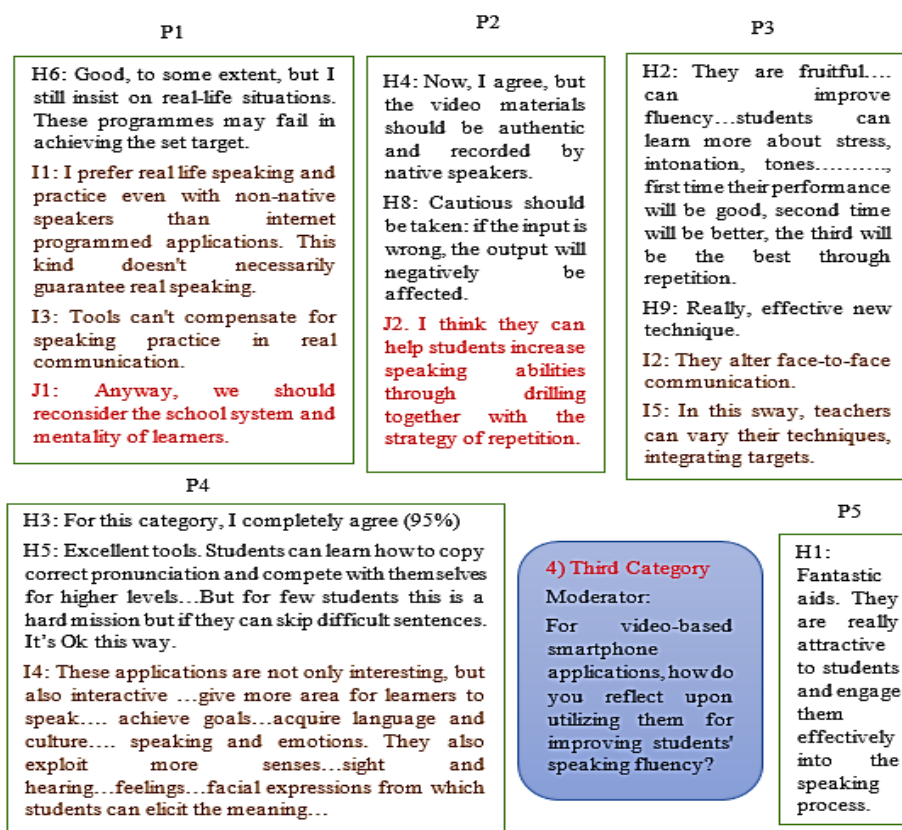 P1
H6: Good, to some extent, but I
still insist on real-life situations.
These programmes may fail in
achieving the set target.
I1: I prefer real life speaking and
practice even with non-native
speakers than internet
programmed applications. This
kind doesn't necessarily
guarantee real speaking.
I3: Tools can't compensate for
speaking practice in real
communication.
J1: Anyway, we should
reconsider the school system and
mentality of learners.
P2
H4: Now, I agree, but
the video materials
should be authentic
and recorded by
native speakers.
H8: Cautious should
be taken: if the input is
wrong, the output will
negatively be
affected.
J2. I think they can
help students increase
speaking abilities
through drilling
together with the
strategy of repetition.
P3
H2: They are fruitful....
can improve
fluency...students can
learn more about stress,
intonation, tones..........,
first time their performance
will be good, second time
will be better, the third will
be the best through
repetition.
H9: Really, effective new
technique.
I2: They alter face-to-face
communication.
I5: In this sway, teachers
can vary their techniques,
integrating targets.
P4
H3: For this category, I completely agree (95%)
H5: Excellent tools. Students can learn how to copy
correct pronunciation and compete with themselves
for higher levels...But for few students this is a
hard mission but if they can skip difficult sentences.
It's Ok this way.
I4: These applications are not only interesting, but
also interactive ...give more area for learners to
speak.... achieve goals...acquire language and
culture.... speaking and emotions. They also
exploit more senses...sight and
hearing...feelings...facial expressions from which
students can elicit the meaning...
4) Third Category
Moderator:
For video-based
smartphone
applications, how do
you reflect upon
utilizing them for
improving students'
speaking fluency?
P5
H1:
Fantastic
aids. They
are really
attractive
to students
and engage
them
effectively
into the
speaking
process.